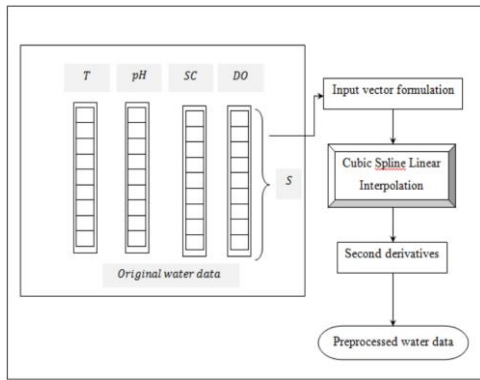 T pH SC DO
Input vector formulation
S
Cubic Spline Linear
Interpolation
Second derivatives
Original water data
Preprocessed water data